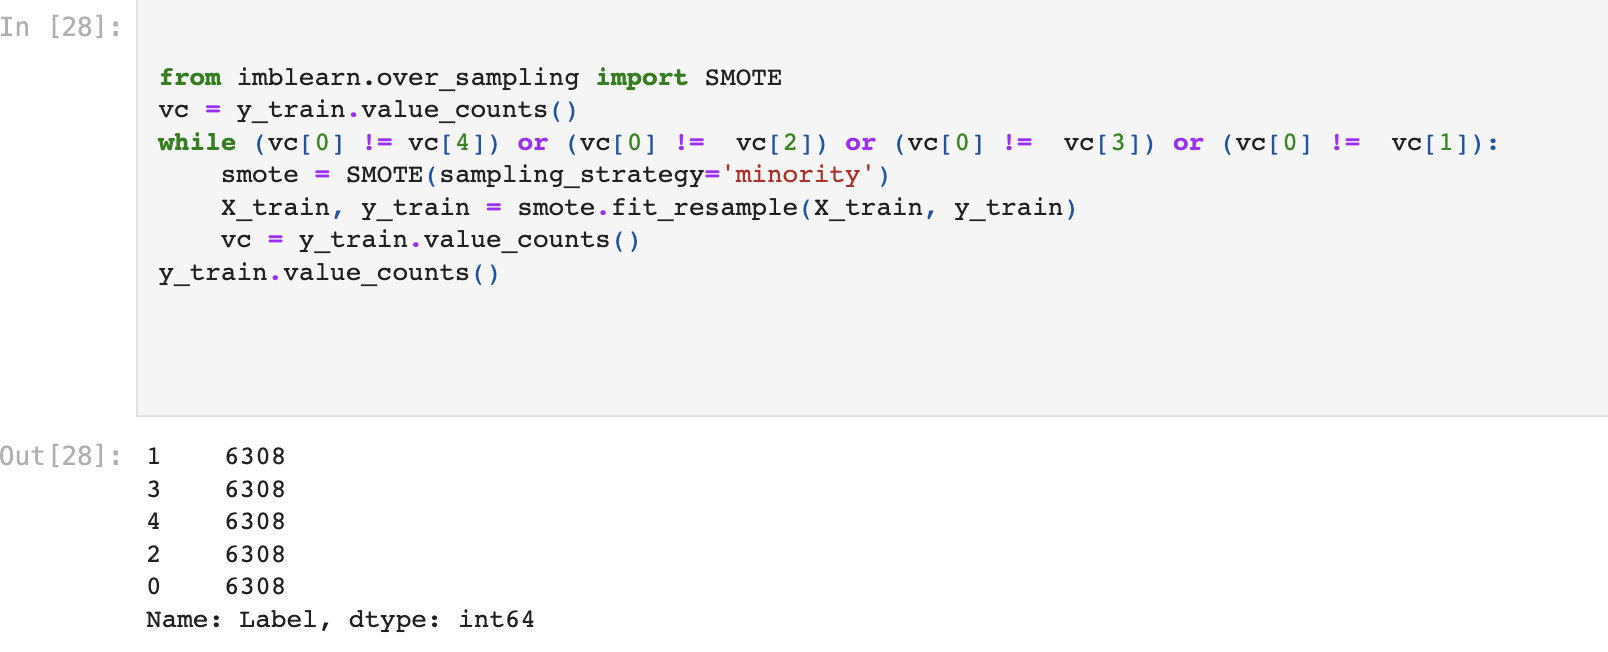 In [28]:
from imblearn.over_sampling import SMOTE
vc = y_train.value_counts()
while (vc[0] != vc[4]) or (vc[0] !=  vc[2]) or (vc[0] !=  vc[3]) or (vc[0] !=  vc[1]):
    smote = SMOTE(sampling_strategy='minority')
    X_train, y_train = smote.fit_resample(X_train, y_train)
    vc = y_train.value_counts()
y_train.value_counts()
Out[28]: 1    6308
3    6308
4    6308
2    6308
0    6308
Name: Label, dtype: int64